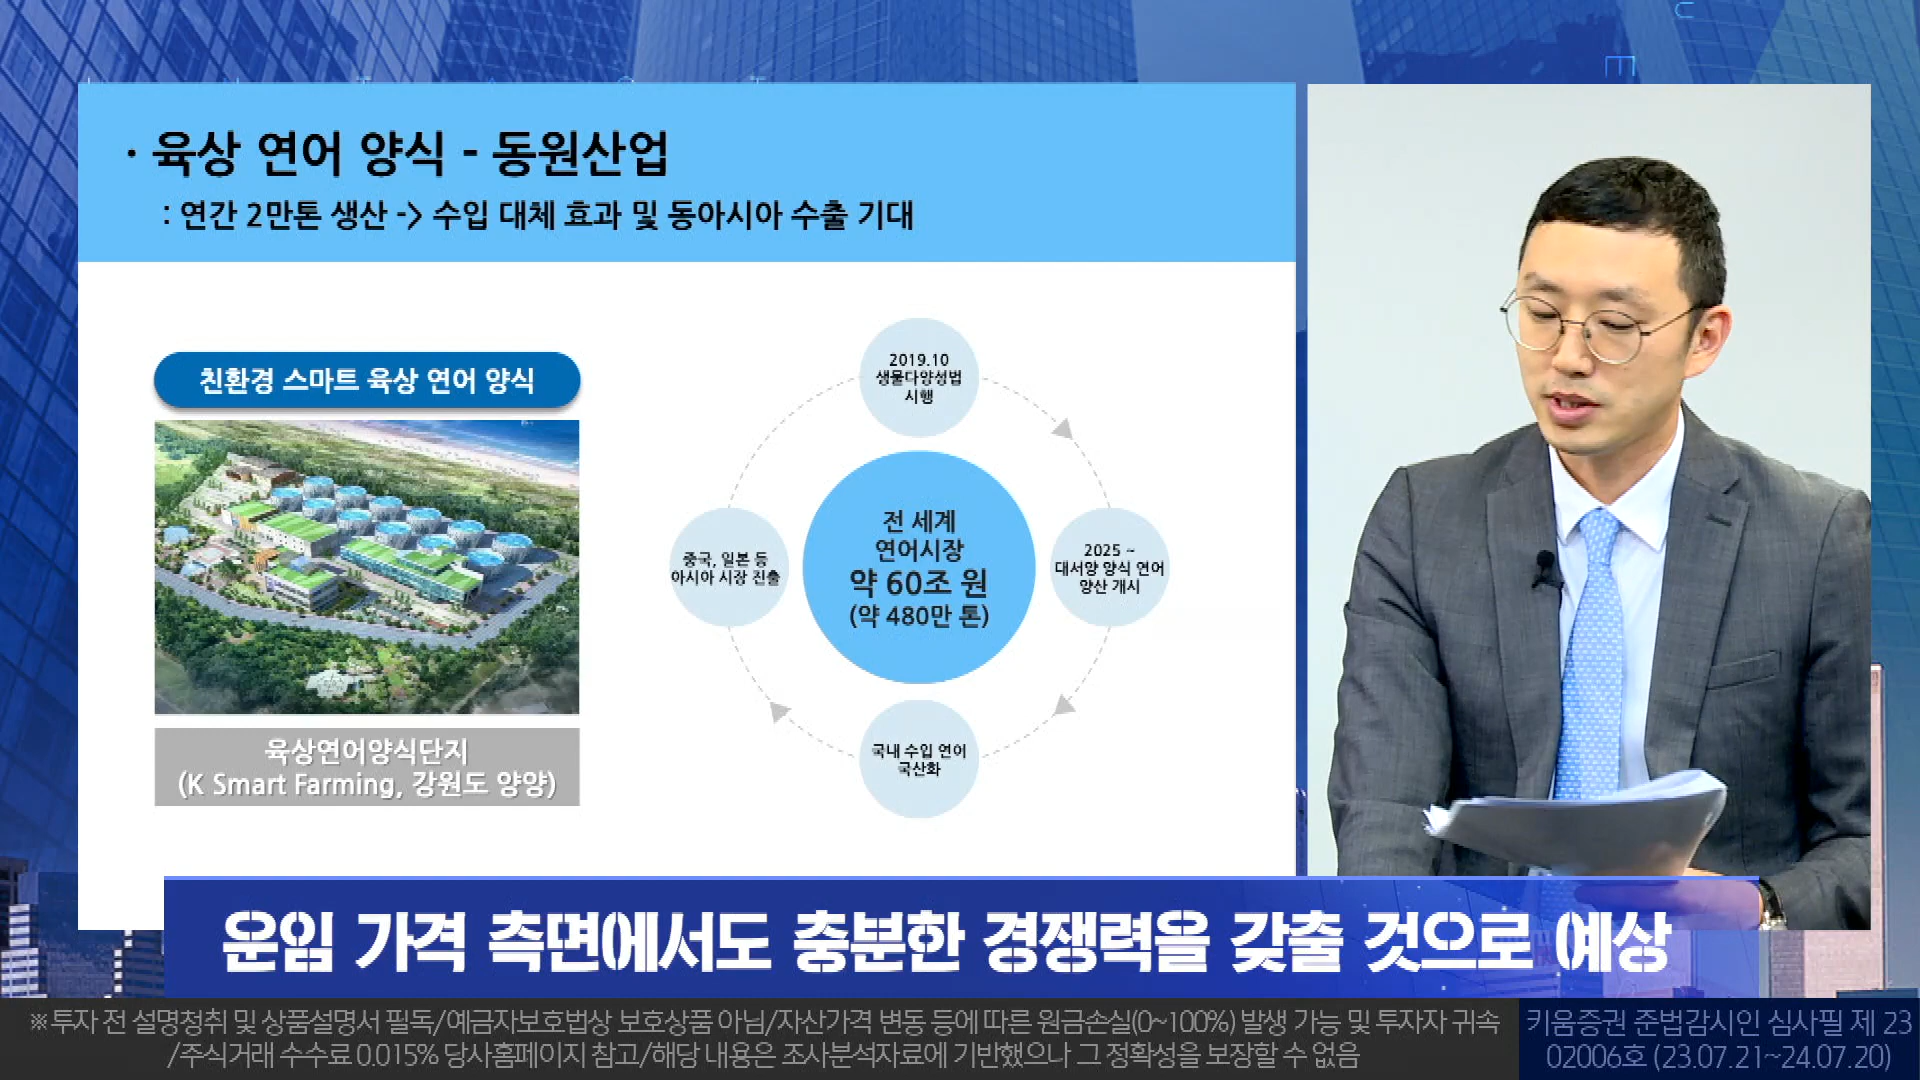 · 육상 연어 양식 - 동원산업
: 연간 2만톤 생산 -> 수입 대체 효과 및 동아시아 수출 기대
친환경 스마트 육상 연어 양식
육상연어양식단지
(K Smart Farming, 강원도 양양)
2019.10
생물다양성법
시행
전 세계
연어시장
약 60조 원
(약 480만 톤)
2025 ~
대서양 양식 연어
양산 개시
국내 수입 연어
국산화
중국, 일본 등
아시아 시장 진출
운임 가격 측면에서도 충분한 경쟁력을 갖출 것으로 예상
※투자 전 설명청취 및 상품설명서 필독/예금자보호법상 보호상품 아님/자산가격 변동 등에 따른 원금손실(0~100%) 발생 가능 및 투자자 귀속
/주식거래 수수료 0.015% 당사홈페이지 참고/해당 내용은 조사분석자료에 기반했으나 그 정확성을 보장할 수 없음
키움증권 준법감시인 심사필 제 23
02006호 (23.07.21~24.07.20)